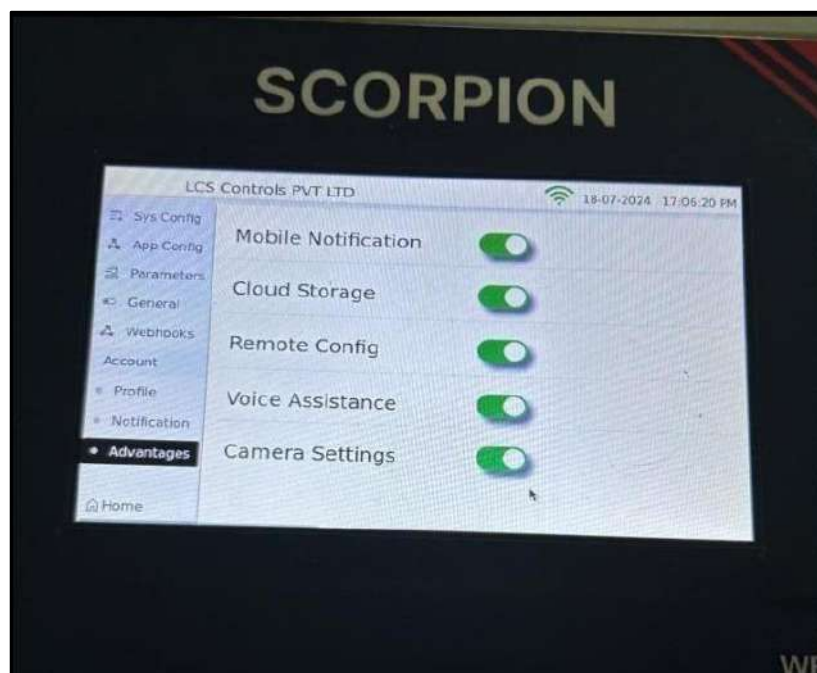 SCORPION
LCS Controls PVT LTD
18-07-2024 17:06:20 PM
Sys Config
App Config
Parameters
General
Webhooks
Account
Profile
Notification
Advantages
Home
Mobile Notification
Cloud Storage
Remote Config
Voice Assistance
Camera Settings